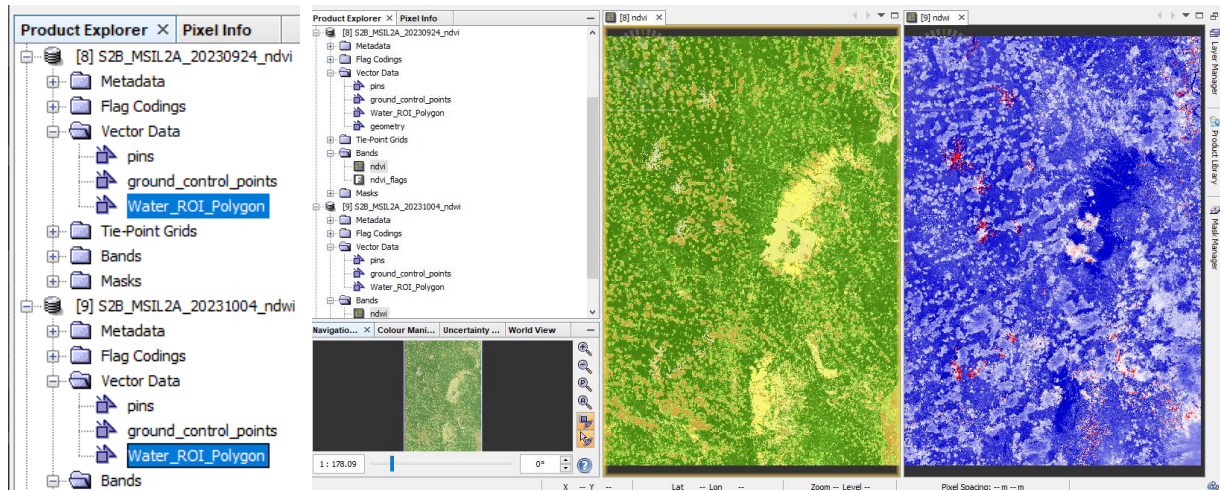 Product Explorer × Pixel Info
[8] S2B_MSIL2A_20230924_ndvi
Metadata
Flag Codings
Vector Data
pins
ground_control_points
Water_ROI_Polygon
Tie-Point Grids
Bands
Masks
[9] S2B_MSIL2A_20231004_ndwi
Metadata
Flag Codings
Vector Data
pins
ground_control_points
Water_ROI_Polygon
Bands
Product Explorer × Pixel Info
[8] S2B_MSIL2A_20230924_ndvi
Metadata
Flag Codings
Vector Data
pins
ground_control_points
Water_ROI_Polygon
geometry
Tie-Point Grids
Bands
ndvi
ndvi_flags
Masks
[9] S2B_MSIL2A_20231004_ndwi
Metadata
Flag Codings
Vector Data
pins
ground_control_points
Water_ROI_Polygon
Bands
ndwi
Navigatio... × Colour Mani... Uncertainty ... World View
1 : 178.09
0°
[8] ndvi ×
[9] ndwi ×
Layer Manager
Product Library
Mask Manager
X -- Y -- Lat -- Lon -- Zoom -- Level -- Pixel Spacing: -- m -- m